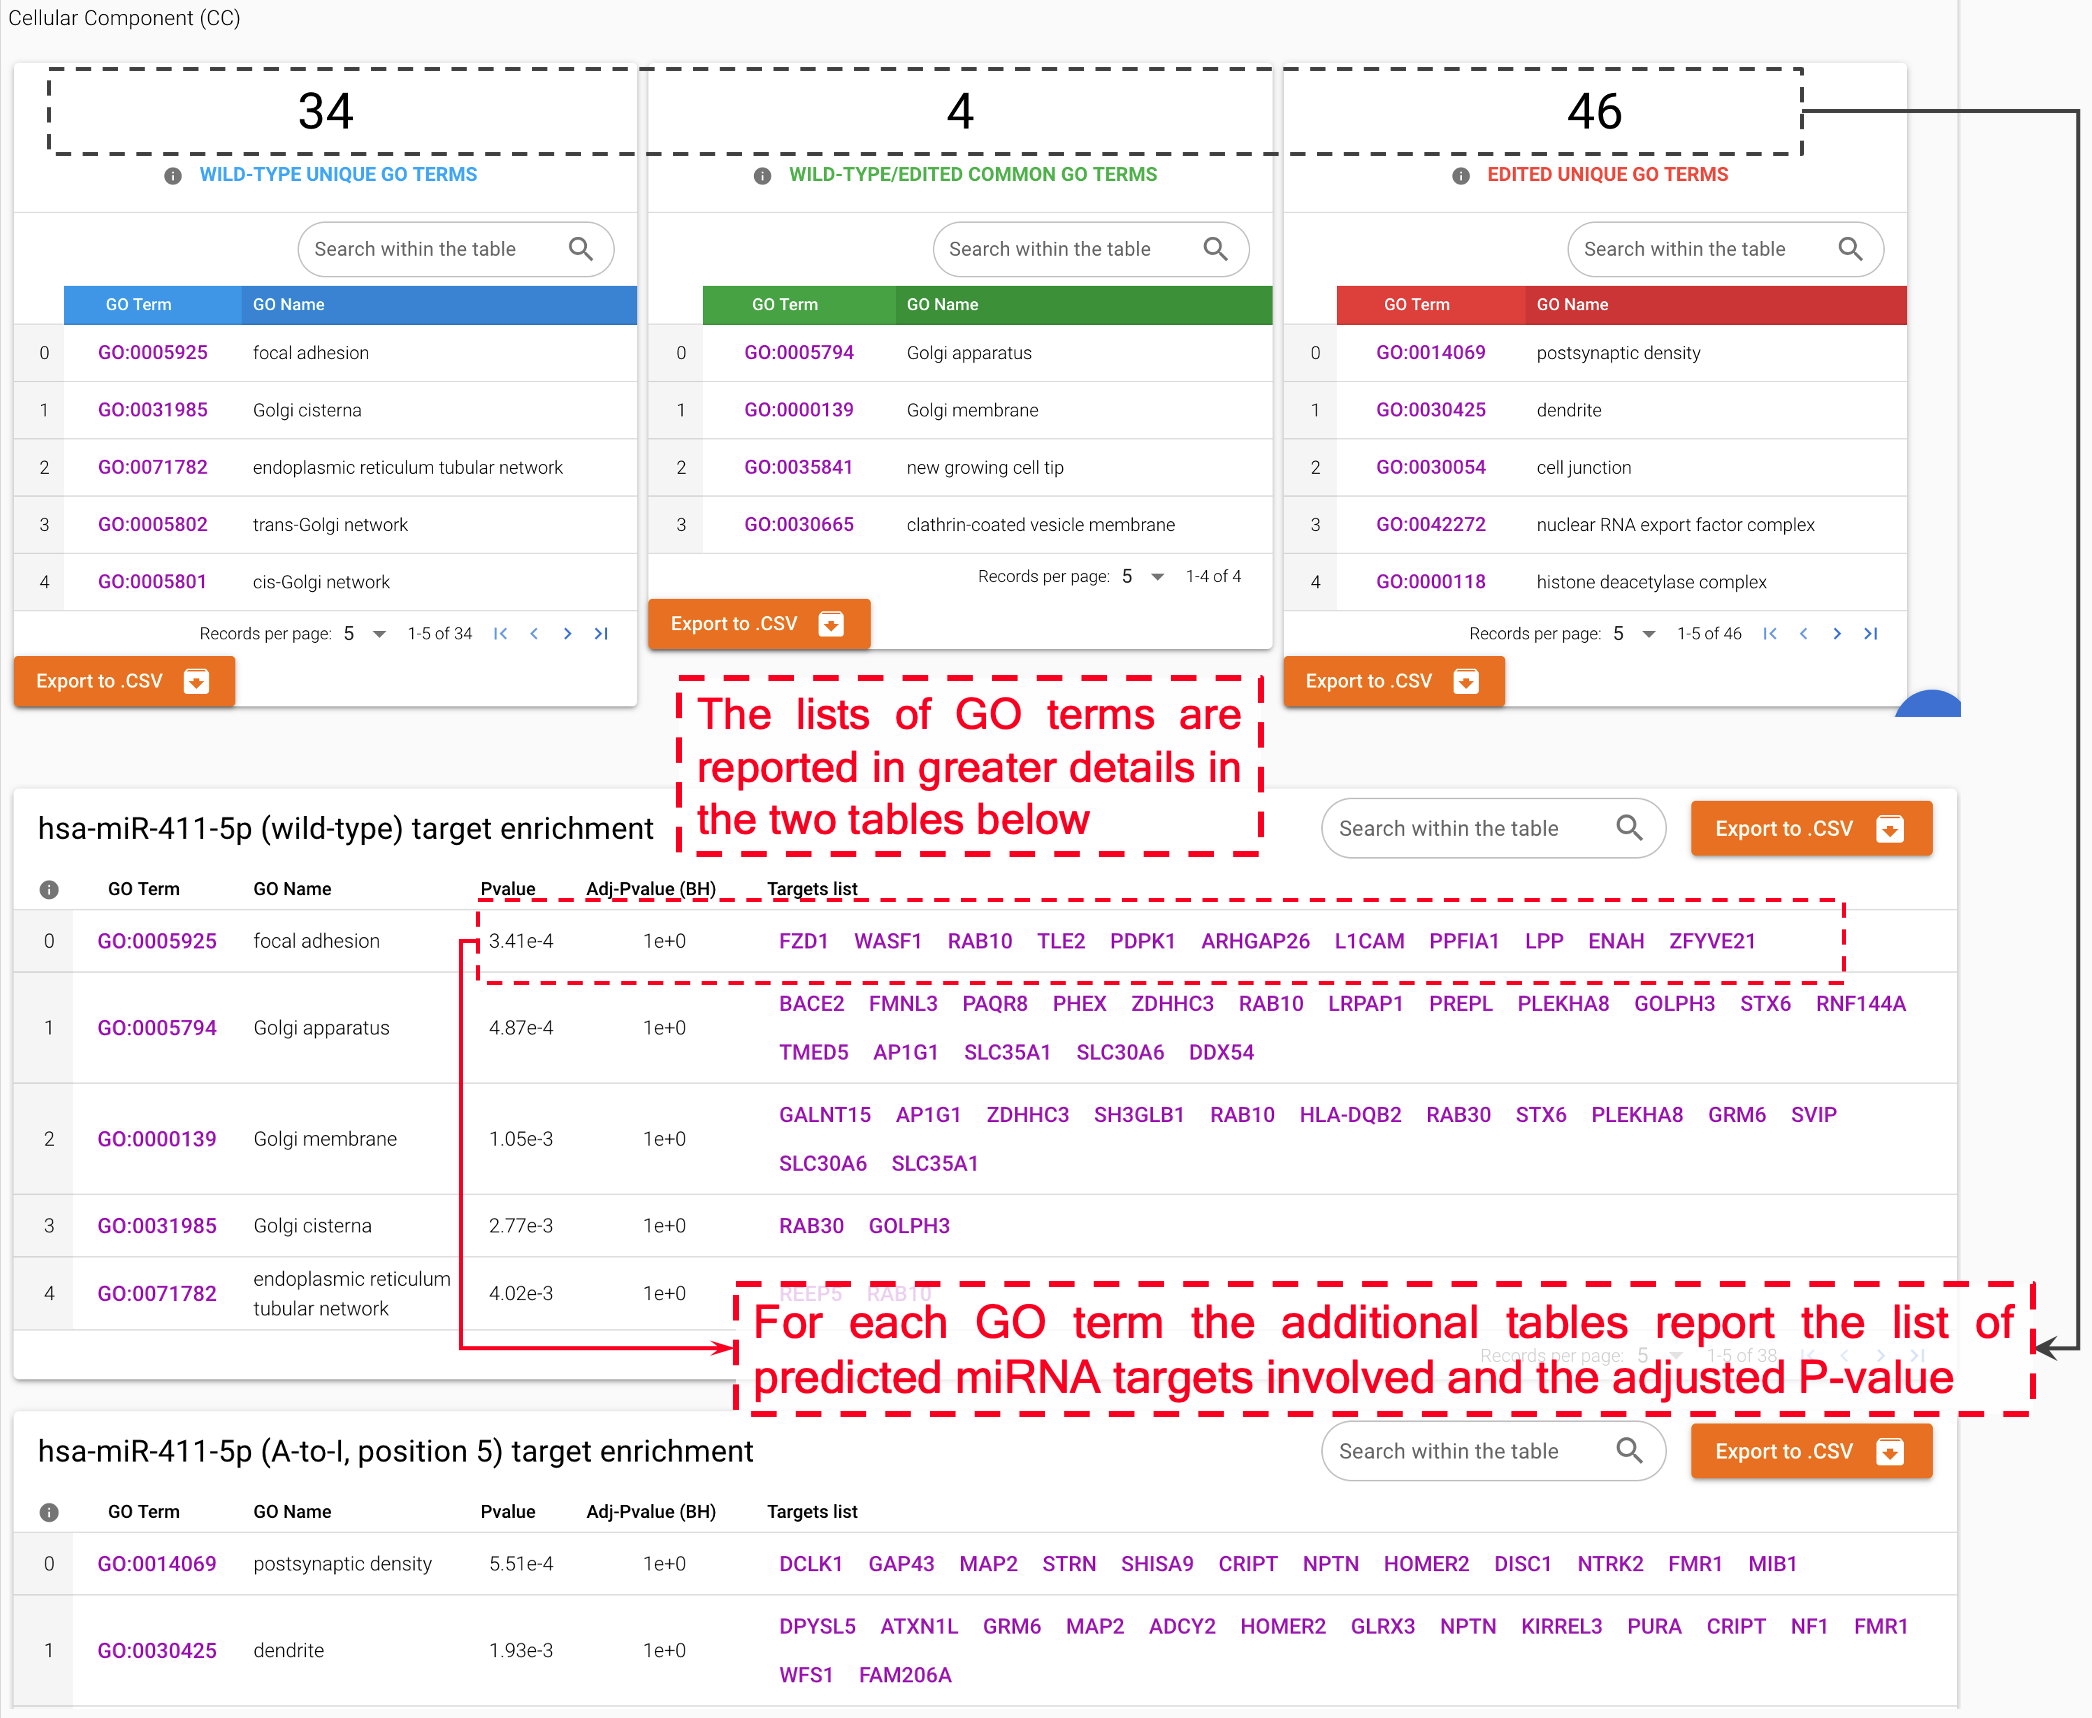 Cellular Component (CC)
34
WILD-TYPE UNIQUE GO TERMS
Search within the table
GO Term GO Name
0 GO:0005925 focal adhesion
1 GO:0031985 Golgi cisterna
2 GO:0071782 endoplasmic reticulum tubular network
3 GO:0005802 trans-Golgi network
4 GO:0005801 cis-Golgi network
Records per page: 5 1-5 of 34
Export to .CSV
4
WILD-TYPE/EDITED COMMON GO TERMS
Search within the table
GO Term GO Name
0 GO:0005794 Golgi apparatus
1 GO:0000139 Golgi membrane
2 GO:0035841 new growing cell tip
3 GO:0030665 clathrin-coated vesicle membrane
Records per page: 5 1-4 of 4
Export to .CSV
46
EDITED UNIQUE GO TERMS
Search within the table
GO Term GO Name
0 GO:0014069 postsynaptic density
1 GO:0030425 dendrite
2 GO:0030054 cell junction
3 GO:0042272 nuclear RNA export factor complex
4 GO:0000118 histone deacetylase complex
Records per page: 5 1-5 of 46
Export to .CSV
The lists of GO terms are
reported in greater details in
the two tables below
hsa-miR-411-5p (wild-type) target enrichment
Search within the table
Export to .CSV
GO Term GO Name Pvalue Adj-Pvalue (BH) Targets list
0 GO:0005925 focal adhesion 3.41e-4 1e+0 FZD1 WASF1 RAB10 TLE2 PDPK1 ARHGAP26 L1CAM PPFIA1 LPP ENAH ZFYVE21
1 GO:0005794 Golgi apparatus 4.87e-4 1e+0 BACE2 FMNL3 PAQR8 PHEX ZDHHC3 RAB10 LRPAP1 PREPL PLEKHA8 GOLPH3 STX6 RNF144A
TMED5 AP1G1 SLC35A1 SLC30A6 DDX54
2 GO:0000139 Golgi membrane 1.05e-3 1e+0 GALNT15 AP1G1 ZDHHC3 SH3GLB1 RAB10 HLA-DQB2 RAB30 STX6 PLEKHA8 GRM6 SVIP
SLC30A6 SLC35A1
3 GO:0031985 Golgi cisterna 2.77e-3 1e+0 RAB30 GOLPH3
4 GO:0071782 endoplasmic reticulum
tubular network 4.02e-3 1e+0 REEP5 RAB10
Records per page: 5 1-5 of 38
For each GO term the additional tables report the list of
predicted miRNA targets involved and the adjusted P-value
hsa-miR-411-5p (A-to-I, position 5) target enrichment
Search within the table
Export to .CSV
GO Term GO Name Pvalue Adj-Pvalue (BH) Targets list
0 GO:0014069 postsynaptic density 5.51e-4 1e+0 DCLK1 GAP43 MAP2 STRN SHISA9 CRIPT NPTN HOMER2 DISC1 NTRK2 FMR1 MIB1
1 GO:0030425 dendrite 1.93e-3 1e+0 DPYSL5 ATXN1L GRM6 MAP2 ADCY2 HOMER2 GLRX3 NPTN KIRREL3 PURA CRIPT NF1 FMR1
WFS1 FAM206A